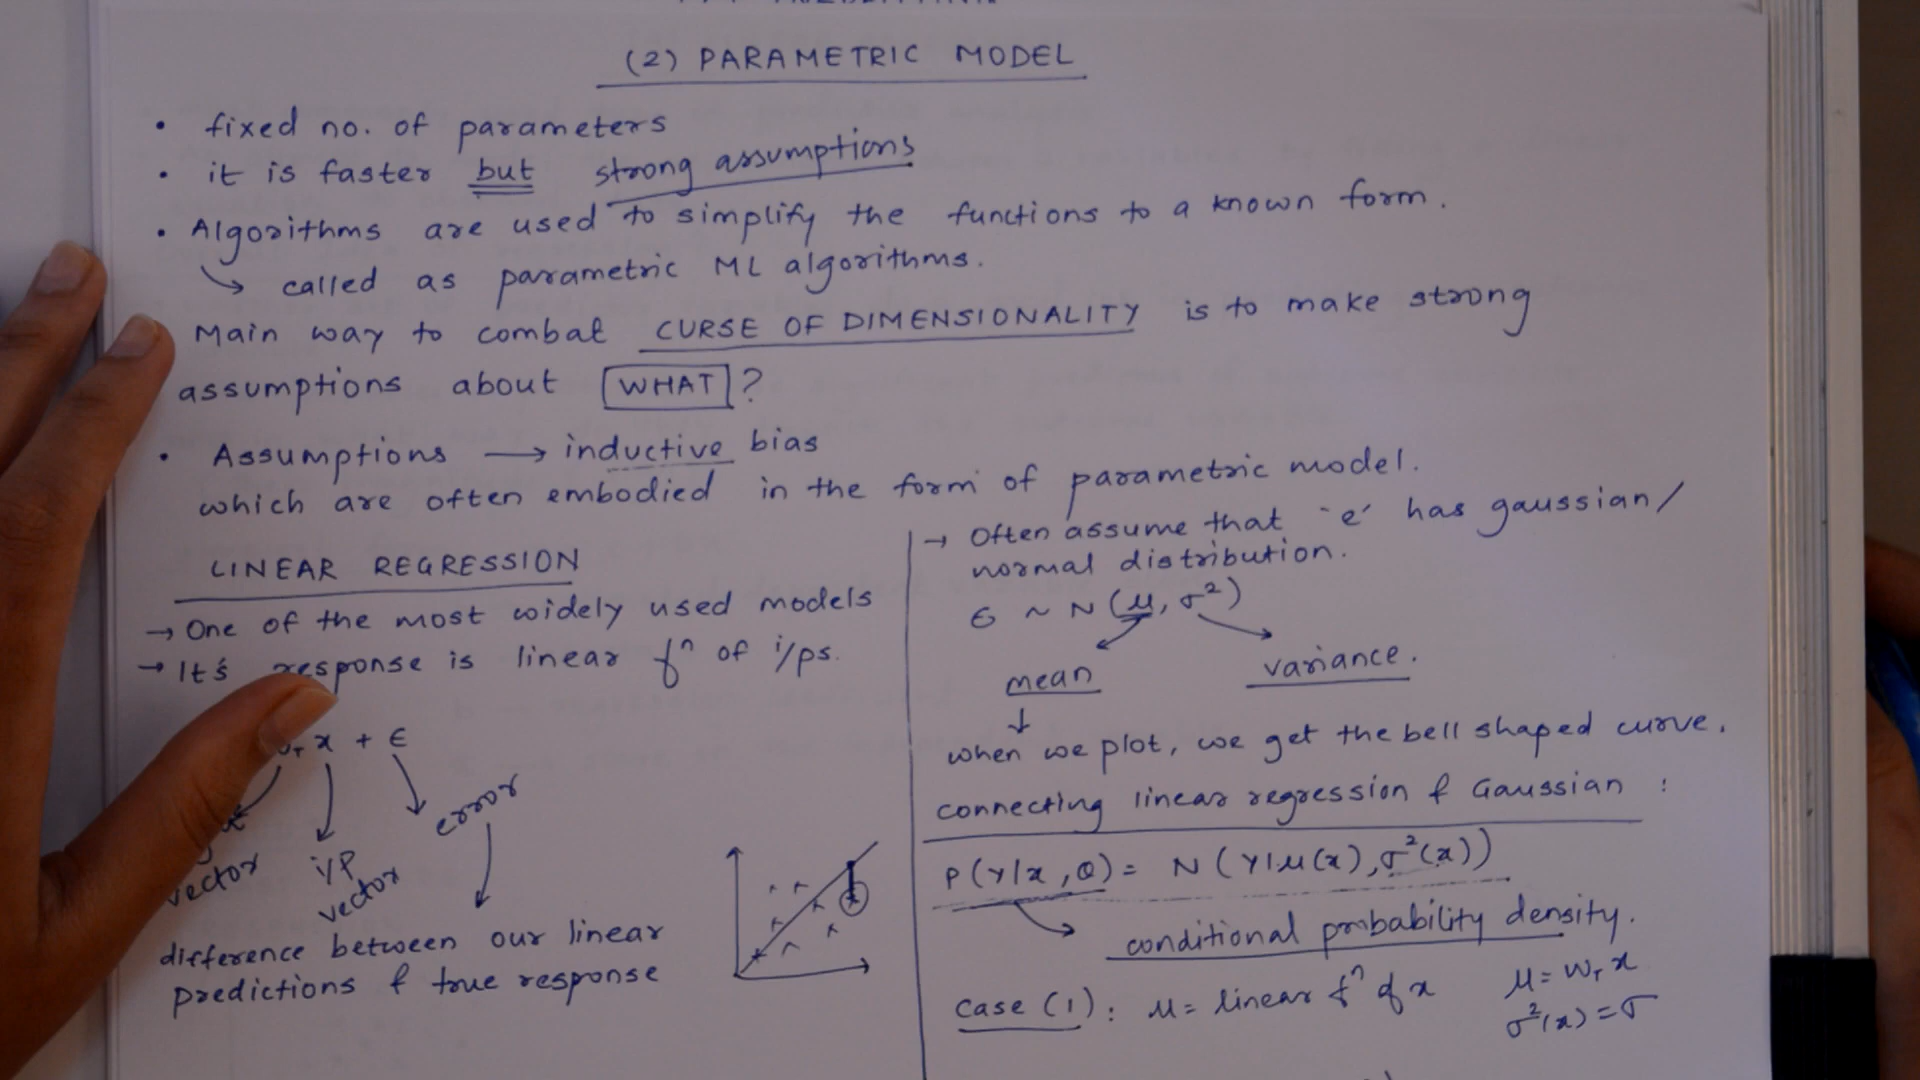 (2) PARAMETRIC MODEL
• fixed no. of parameters
• it is faster but strong assumptions
• Algorithms are used to simplify the functions to a known form.
↳ called as parametric ML algorithms.
Main way to combat CURSE OF DIMENSIONALITY is to make strong
assumptions about WHAT ?
• Assumptions → inductive bias
which are often embodied in the form of parametric model.
LINEAR REGRESSION
→ One of the most widely used models
→ It's response is linear fⁿ of i/ps.
x + ϵ
vector
i/P
vector
error
difference between our linear
predictions & true response
→ Often assume that 'e' has gaussian/
normal distribution.
ϵ ~ N (μ, σ²)
mean
variance.
↓
when we plot, we get the bell shaped curve.
connecting linear regression & Gaussian :
P(y/x, θ) = N (Y|μ(x), σ²(x))
conditional probability density.
case (1): μ = linear fⁿ of x
μ = wᴛ x
σ²(x) = σ